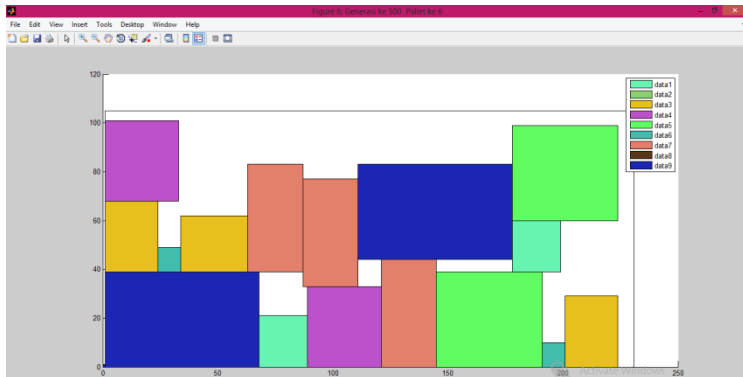 Figure 6: Generasi ke 500 Pallet ke 6
File Edit View Insert Tools Desktop Window Help
120
100
80
60
40
20
0
0 50 100 150 200 250
data1
data2
data3
data4
data5
data6
data7
data8
data9
Activate Windows